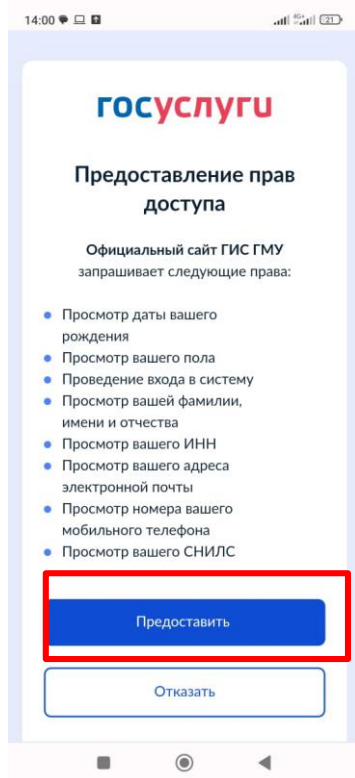 14:00
4G+ 21
госуслуги
Предоставление прав
доступа
Официальный сайт ГИС ГМУ
запрашивает следующие права:
Просмотр даты вашего
рождения
Просмотр вашего пола
Проведение входа в систему
Просмотр вашей фамилии,
имени и отчества
Просмотр вашего ИНН
Просмотр вашего адреса
электронной почты
Просмотр номера вашего
мобильного телефона
Просмотр вашего СНИЛС
Предоставить
Отказать